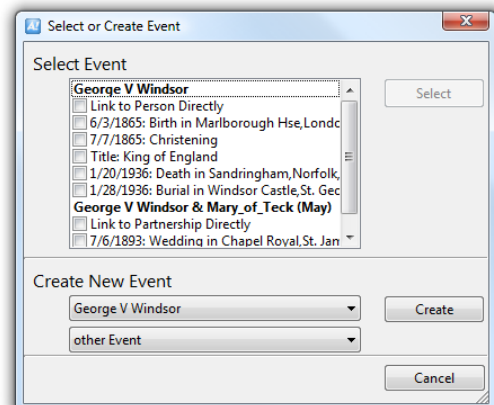 A! Select or Create Event
Select Event
George V Windsor
Link to Person Directly
6/3/1865: Birth in Marlborough Hse,Londc
7/7/1865: Christening
Title: King of England
1/20/1936: Death in Sandringham,Norfolk,
1/28/1936: Burial in Windsor Castle,St. Gec
George V Windsor & Mary_of_Teck (May)
Link to Partnership Directly
7/6/1893: Wedding in Chapel Royal,St. Jam
Select
Create New Event
George V Windsor
Create
other Event
Cancel